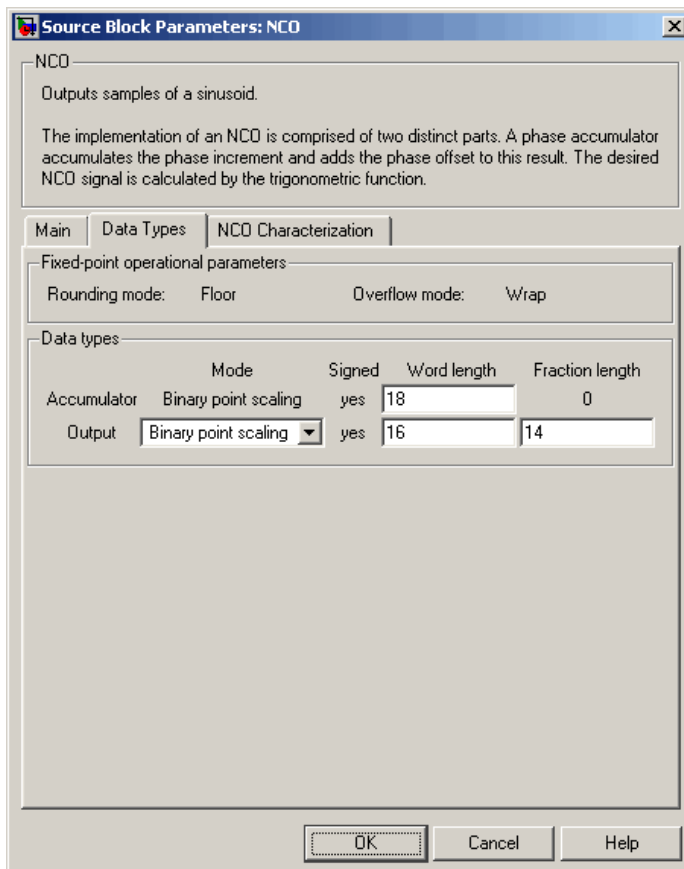 Source Block Parameters: NCO
NCO
Outputs samples of a sinusoid.
The implementation of an NCO is comprised of two distinct parts. A phase accumulator
accumulates the phase increment and adds the phase offset to this result. The desired
NCO signal is calculated by the trigonometric function.
Main Data Types NCO Characterization
Fixed-point operational parameters
Rounding mode: Floor Overflow mode: Wrap
Data types
Mode Signed Word length Fraction length
Accumulator Binary point scaling yes 18 0
Output Binary point scaling yes 16 14
OK Cancel Help